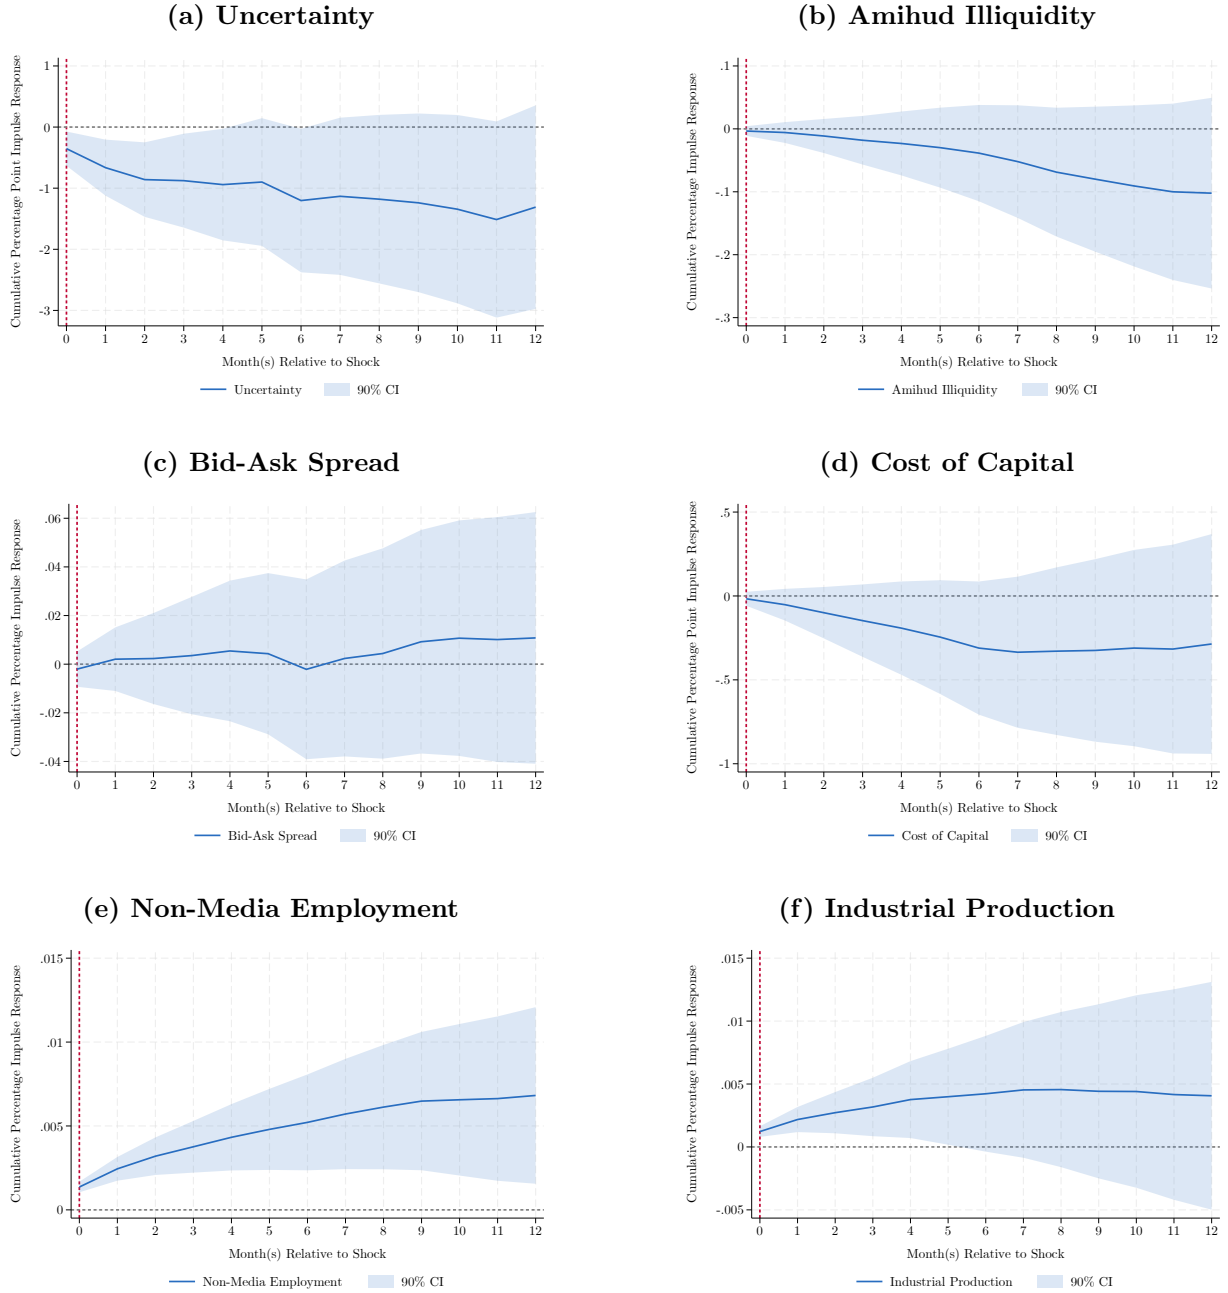 (a) Uncertainty
Cumulative Percentage Point Impulse Response
1
0
-1
-2
-3
0 1 2 3 4 5 6 7 8 9 10 11 12
Month(s) Relative to Shock
Uncertainty 90% CI
(b) Amihud Illiquidity
Cumulative Percentage Impulse Response
.1
0
-.1
-.2
-.3
0 1 2 3 4 5 6 7 8 9 10 11 12
Month(s) Relative to Shock
Amihud Illiquidity 90% CI
(c) Bid-Ask Spread
Cumulative Percentage Impulse Response
.06
.04
.02
0
-.02
-.04
0 1 2 3 4 5 6 7 8 9 10 11 12
Month(s) Relative to Shock
Bid-Ask Spread 90% CI
(d) Cost of Capital
Cumulative Percentage Point Impulse Response
.5
0
-.5
-1
0 1 2 3 4 5 6 7 8 9 10 11 12
Month(s) Relative to Shock
Cost of Capital 90% CI
(e) Non-Media Employment
Cumulative Percentage Impulse Response
.015
.01
.005
0
0 1 2 3 4 5 6 7 8 9 10 11 12
Month(s) Relative to Shock
Non-Media Employment 90% CI
(f) Industrial Production
Cumulative Percentage Impulse Response
.015
.01
.005
0
-.005
0 1 2 3 4 5 6 7 8 9 10 11 12
Month(s) Relative to Shock
Industrial Production 90% CI